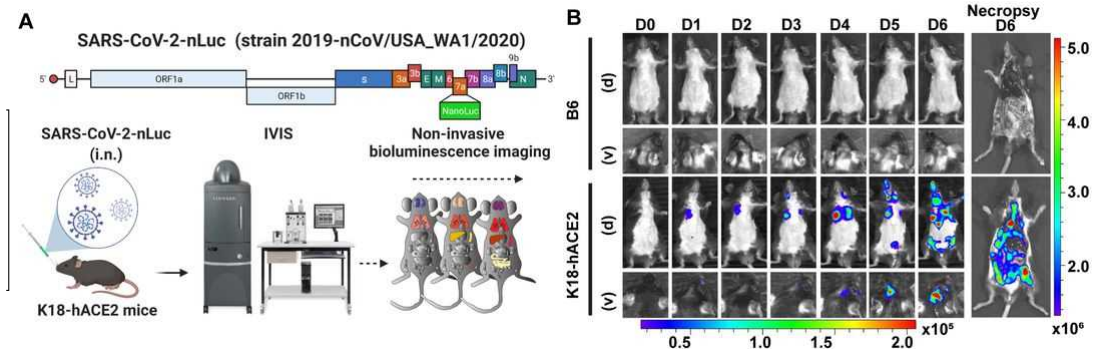 A
SARS-CoV-2-nLuc (strain 2019-nCoV/USA_WA1/2020)
5' L ORF1a ORF1b S 3a 3b E M 6 7a 7b 8a 8b 9b N 3'
NanoLuc
SARS-CoV-2-nLuc
(i.n.)
IVIS
Non-invasive
bioluminescence imaging
K18-hACE2 mice
B
D0 D1 D2 D3 D4 D5 D6
Necropsy
D6
B6
(d)
(v)
K18-hACE2
(d)
(v)
5.0
4.0
3.0
2.0
x10⁶
0.5 1.0 2.0 x10⁵